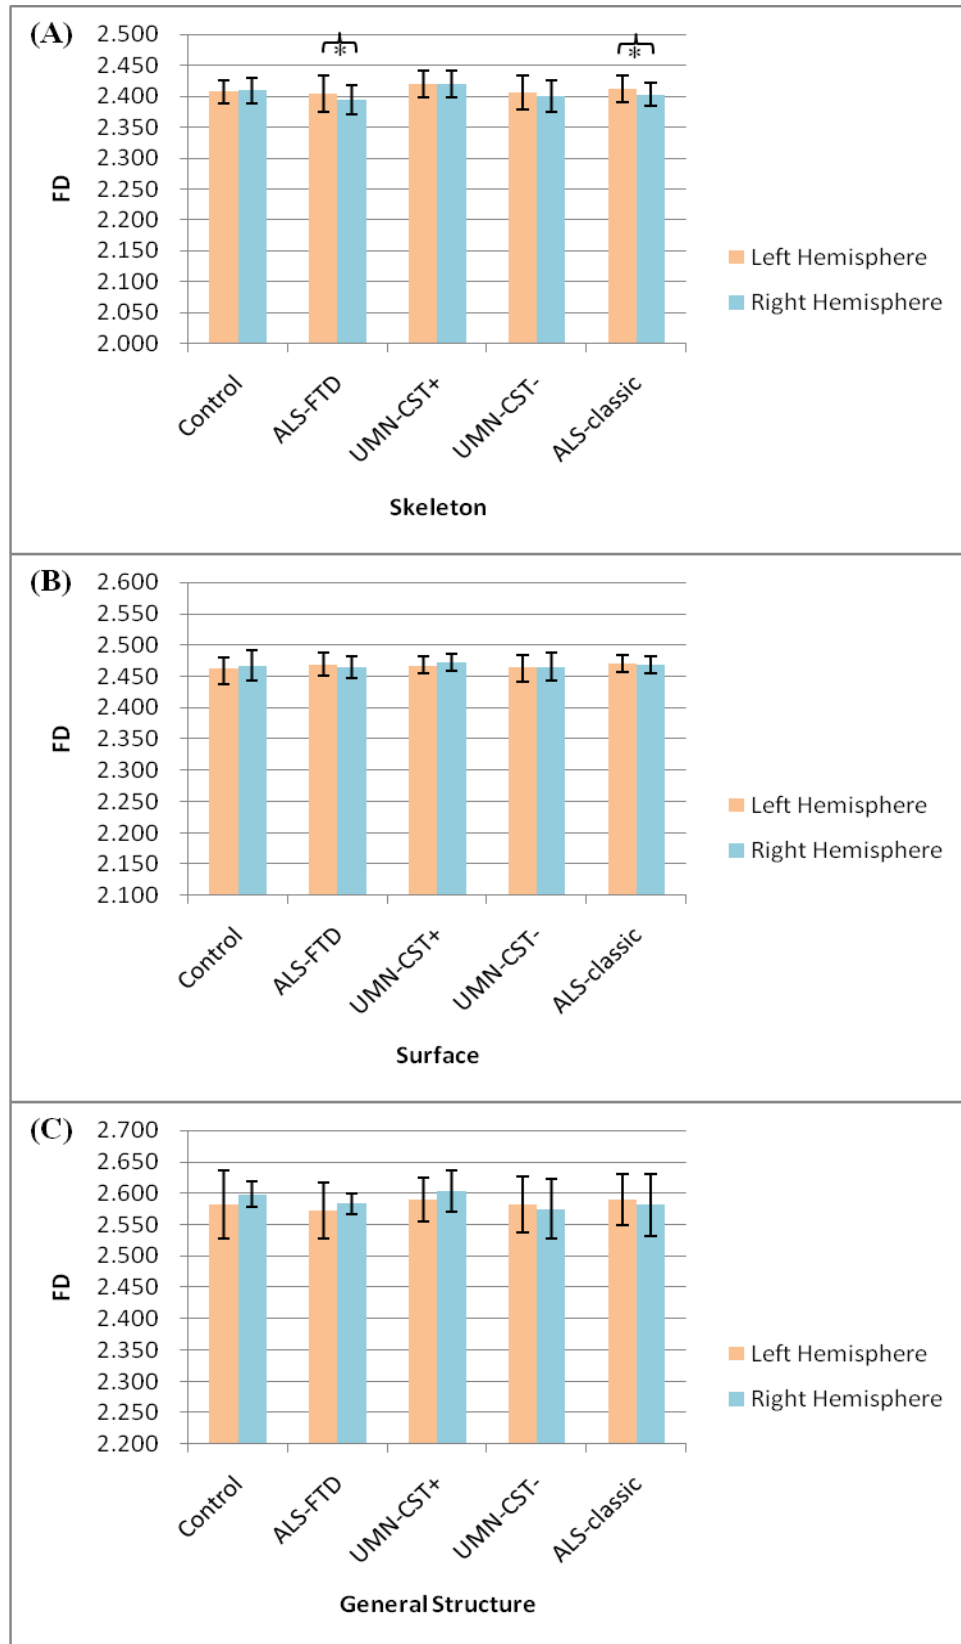 (A)
2.500
2.450
2.400
2.350
2.300
2.250
2.200
2.150
2.100
2.050
2.000
FD
*
*
Control
ALS-FTD
UMN-CST+
UMN-CST-
ALS-classic
Skeleton
Left Hemisphere
Right Hemisphere
(B)
2.600
2.550
2.500
2.450
2.400
2.350
2.300
2.250
2.200
2.150
2.100
FD
Control
ALS-FTD
UMN-CST+
UMN-CST-
ALS-classic
Surface
Left Hemisphere
Right Hemisphere
(C)
2.700
2.650
2.600
2.550
2.500
2.450
2.400
2.350
2.300
2.250
2.200
FD
Control
ALS-FTD
UMN-CST+
UMN-CST-
ALS-classic
General Structure
Left Hemisphere
Right Hemisphere